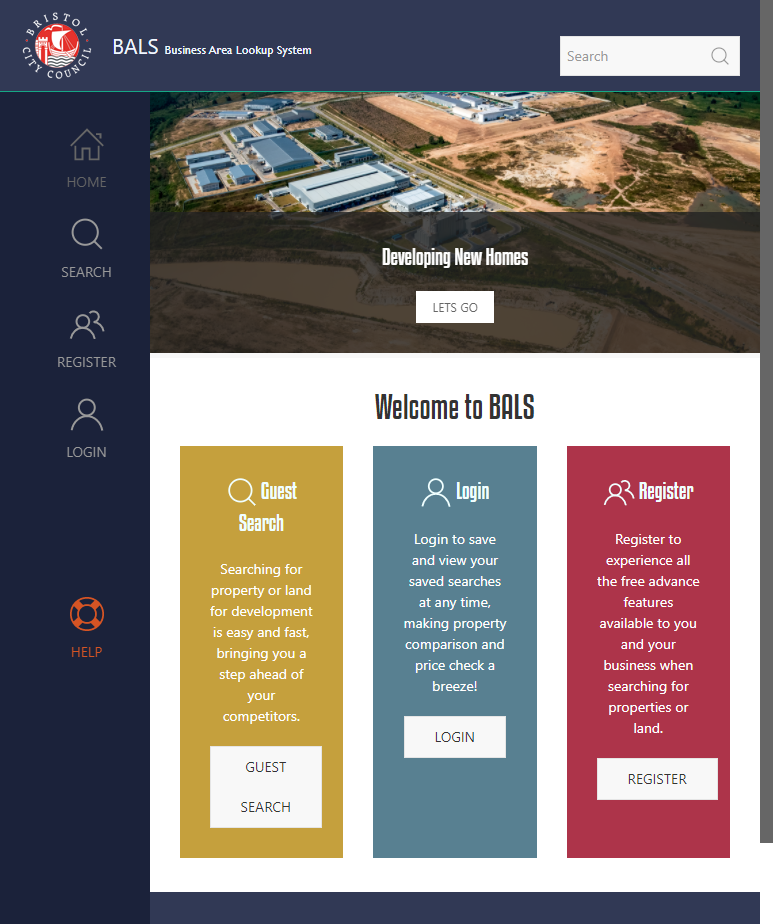 BRISTOL
CITY COUNCIL
BALS Business Area Lookup System
Search
HOME
SEARCH
REGISTER
LOGIN
HELP
Developing New Homes
LETS GO
Welcome to BALS
Guest
Search
Searching for
property or land
for development
is easy and fast,
bringing you a
step ahead of
your
competitors.
GUEST
SEARCH
Login
Login to save
and view your
saved searches
at any time,
making property
comparison and
price check a
breeze!
LOGIN
Register
Register to
experience all
the free advance
features
available to you
and your
business when
searching for
properties or
land.
REGISTER